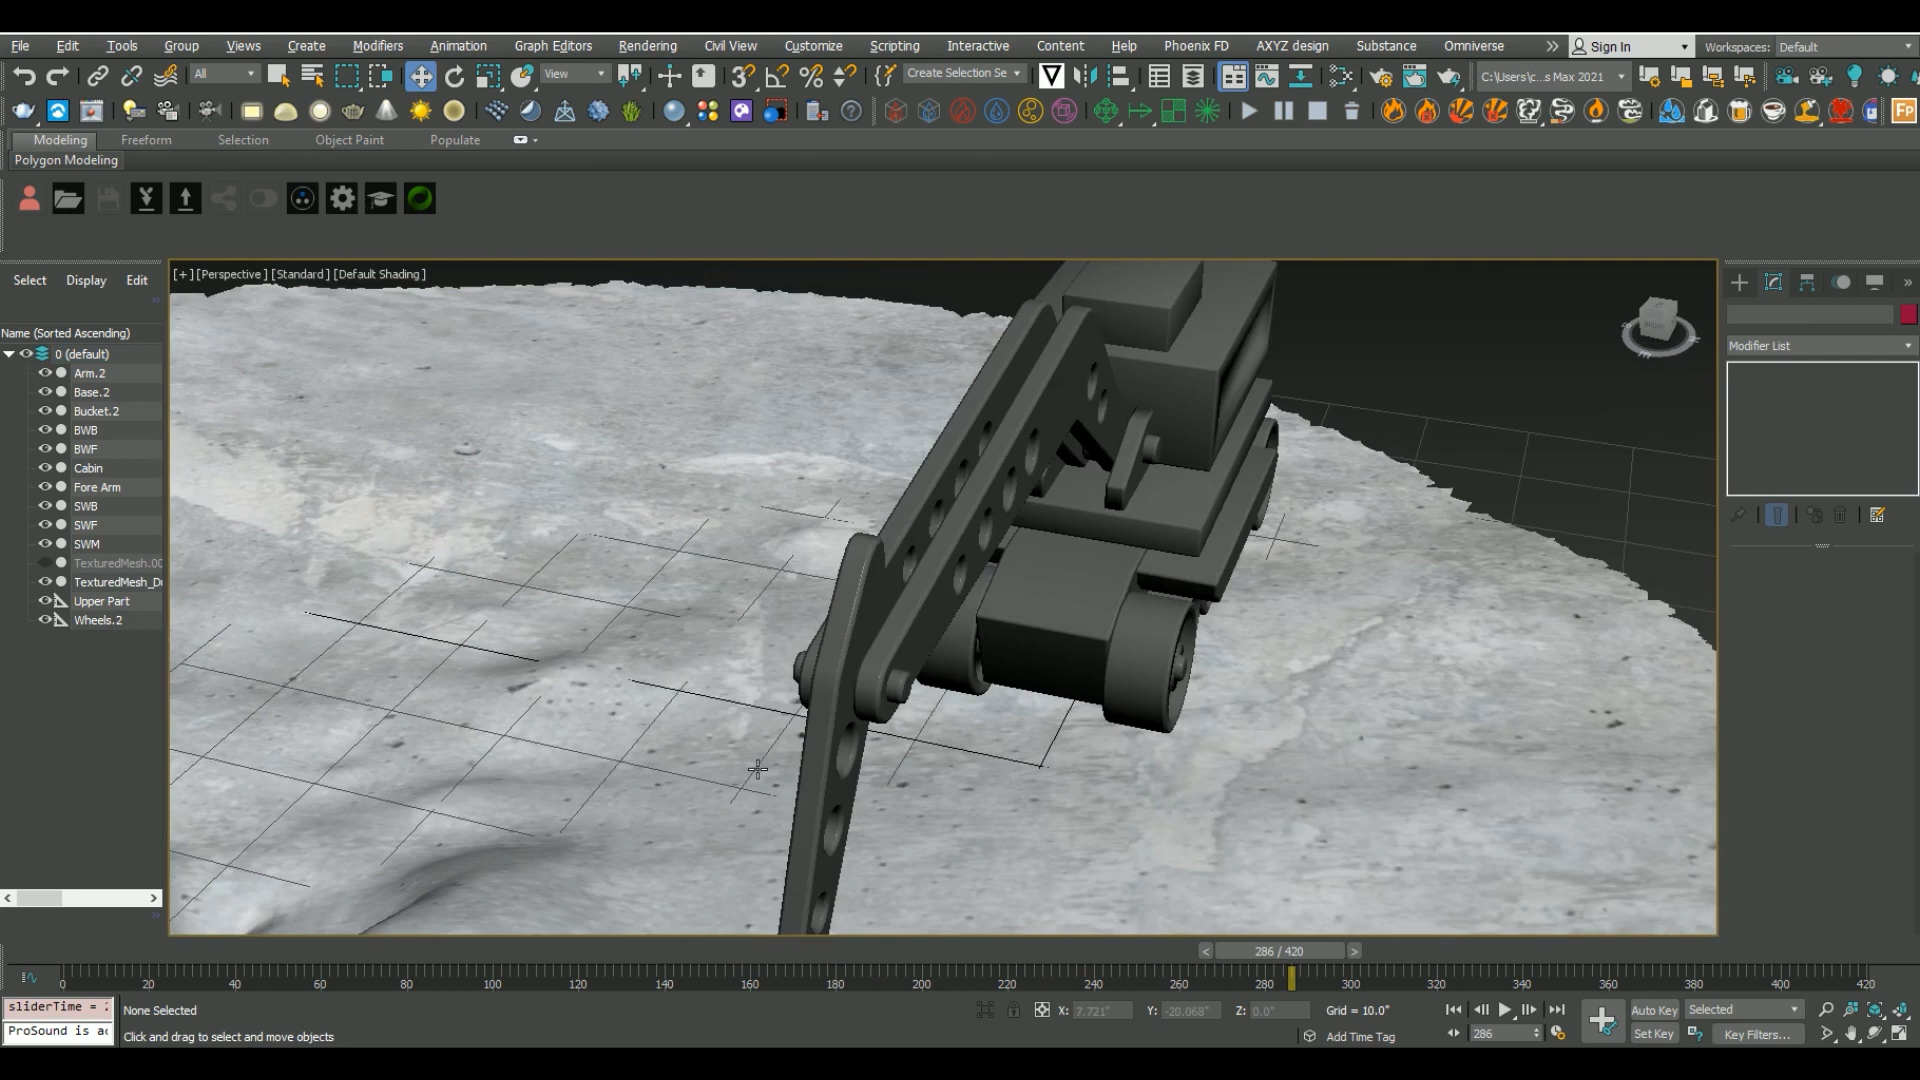 File Edit Tools Group Views Create Modifiers Animation Graph Editors Rendering Civil View Customize Scripting Interactive Content Help Phoenix FD AXYZ design Substance Omniverse Sign In Workspaces: Default
All View Create Selection Se C:\Users\c...s Max 2021
Modeling Freeform Selection Object Paint Populate
Polygon Modeling
Select Display Edit
[+] [Perspective] [Standard] [Default Shading]
Name (Sorted Ascending)
0 (default)
Arm.2
Base.2
Bucket.2
BWB
BWF
Cabin
Fore Arm
SWB
SWF
SWM
TexturedMesh.00
TexturedMesh_Du
Upper Part
Wheels.2
Modifier List
286 / 420
0 20 40 60 80 100 120 140 160 180 200 220 240 260 280 300 320 340 360 380 400 420
sliderTime =
None Selected
X: 7.721" Y: -20.068" Z: 0.0" Grid = 10.0"
Auto Key Selected
ProSound is ac
Click and drag to select and move objects
Add Time Tag
286
Set Key Key Filters...